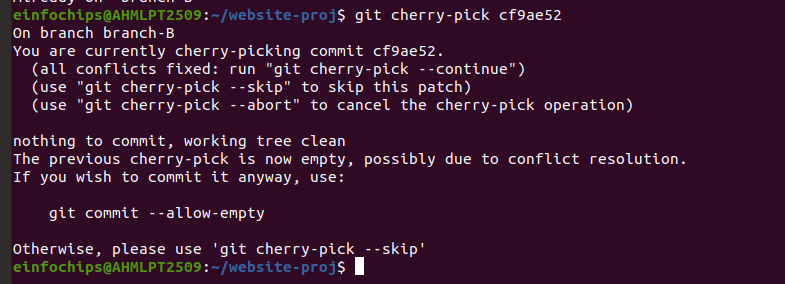 einfochips@AHMLPT2509:~/website-proj$ git cherry-pick cf9ae52
On branch branch-B
You are currently cherry-picking commit cf9ae52.
  (all conflicts fixed: run "git cherry-pick --continue")
  (use "git cherry-pick --skip" to skip this patch)
  (use "git cherry-pick --abort" to cancel the cherry-pick operation)

nothing to commit, working tree clean
The previous cherry-pick is now empty, possibly due to conflict resolution.
If you wish to commit it anyway, use:

    git commit --allow-empty

Otherwise, please use 'git cherry-pick --skip'
einfochips@AHMLPT2509:~/website-proj$